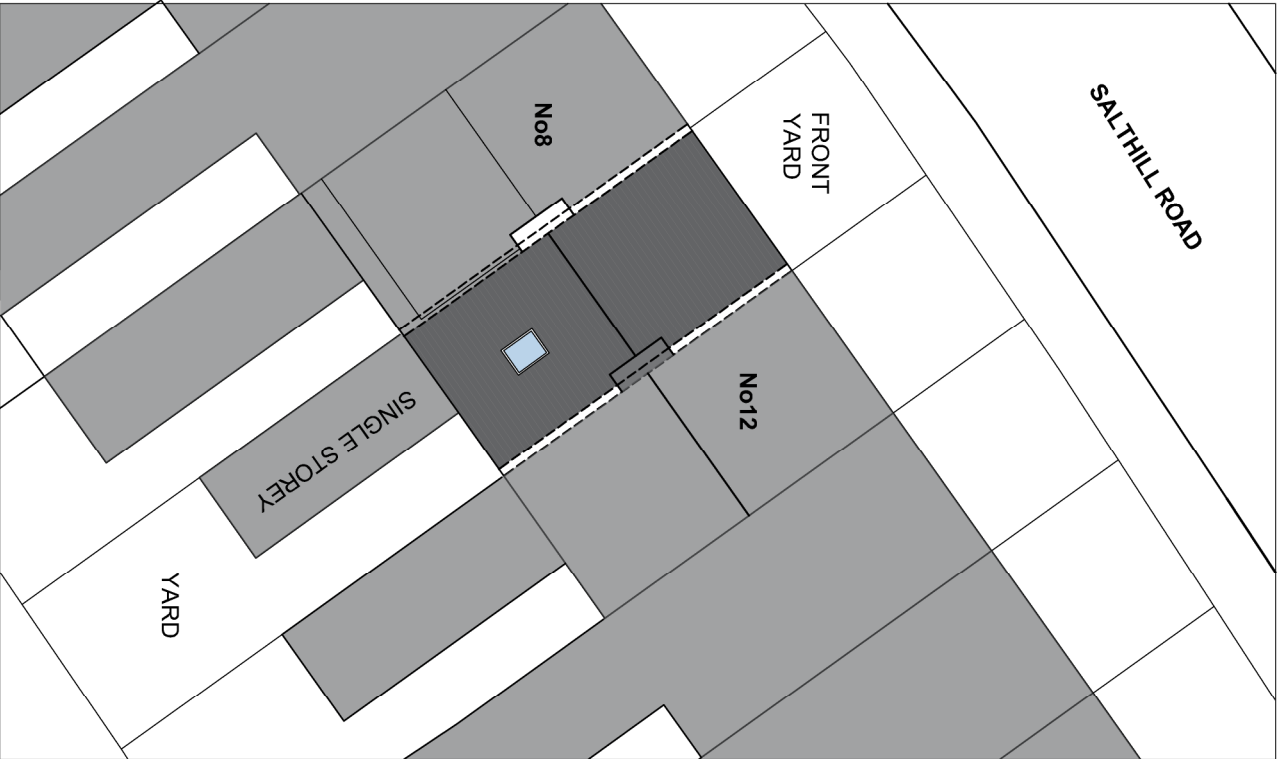 SALTHILL ROAD
FRONT
YARD
No8
No12
SINGLE STOREY
YARD